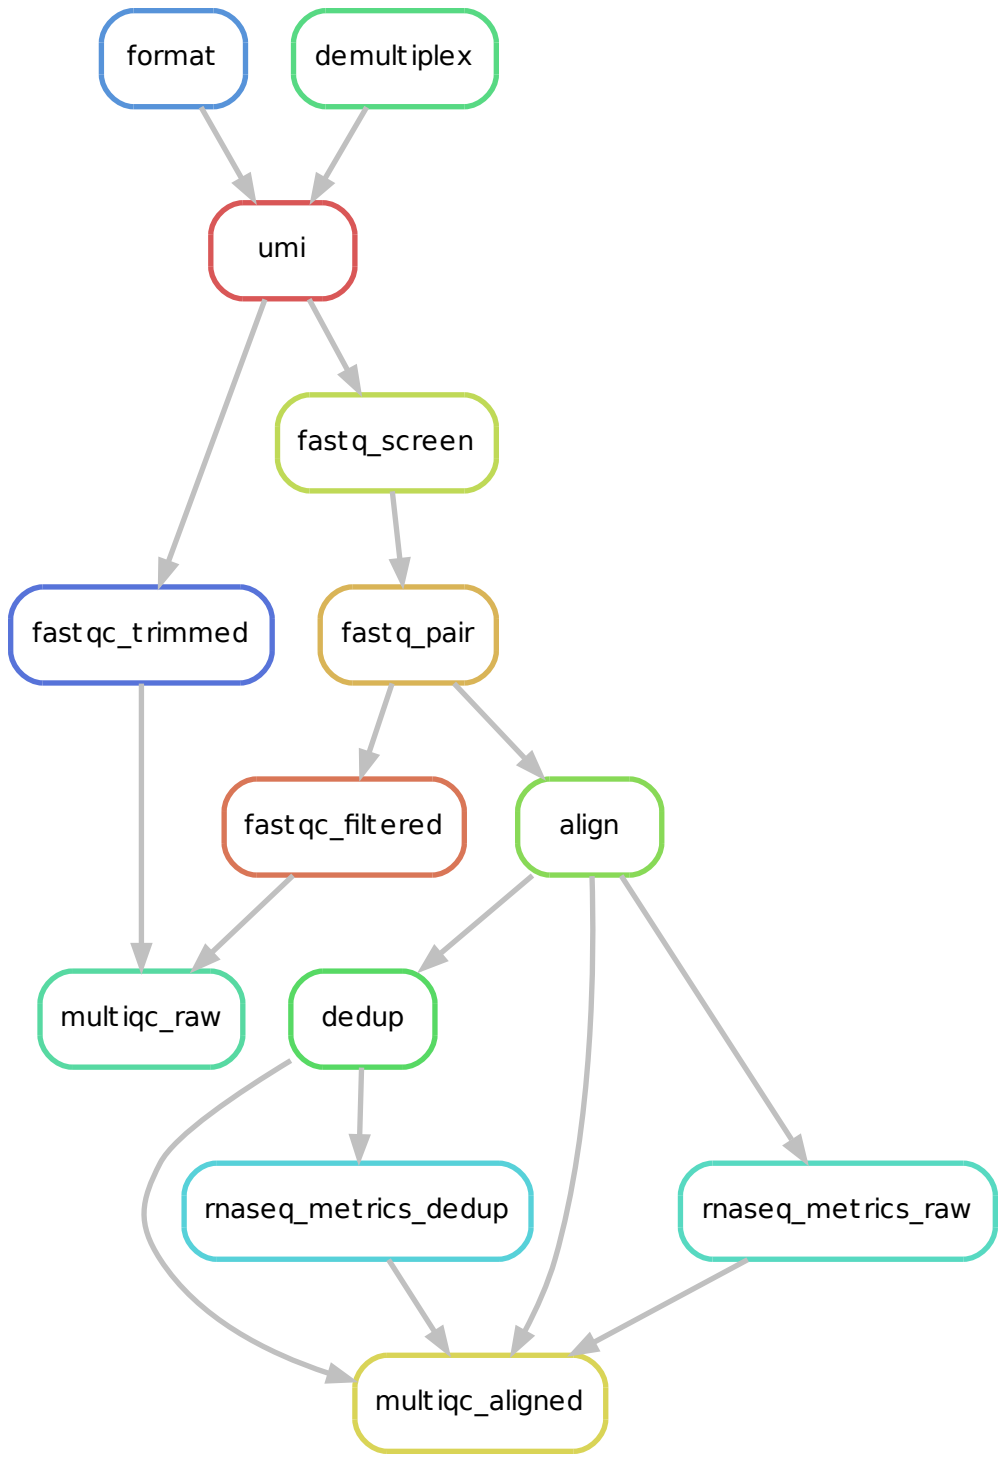 format
demultiplex
umi
fastq_screen
fastqc_trimmed
fastq_pair
fastqc_filtered
align
multiqc_raw
dedup
rnaseq_metrics_dedup
rnaseq_metrics_raw
multiqc_aligned